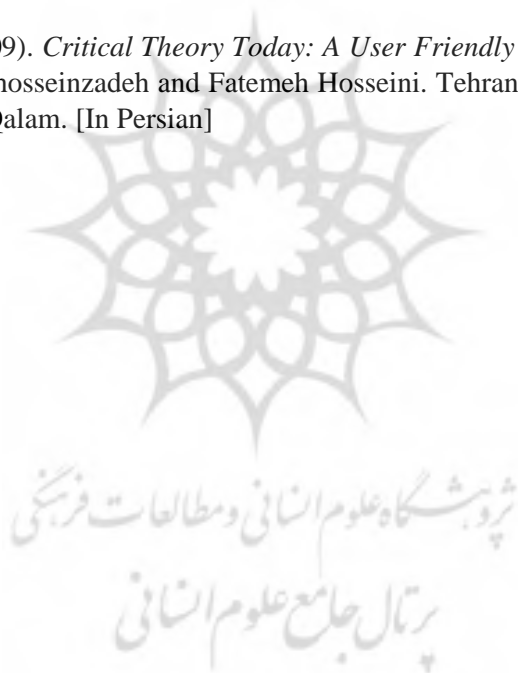 09). Critical Theory Today: A User Friendly
hosseinzadeh and Fatemeh Hosseini. Tehran
Qalam. [In Persian]
پژوهشگاه علوم انسانی و مطالعات فرهنگی
پرتال جامع علوم انسانی